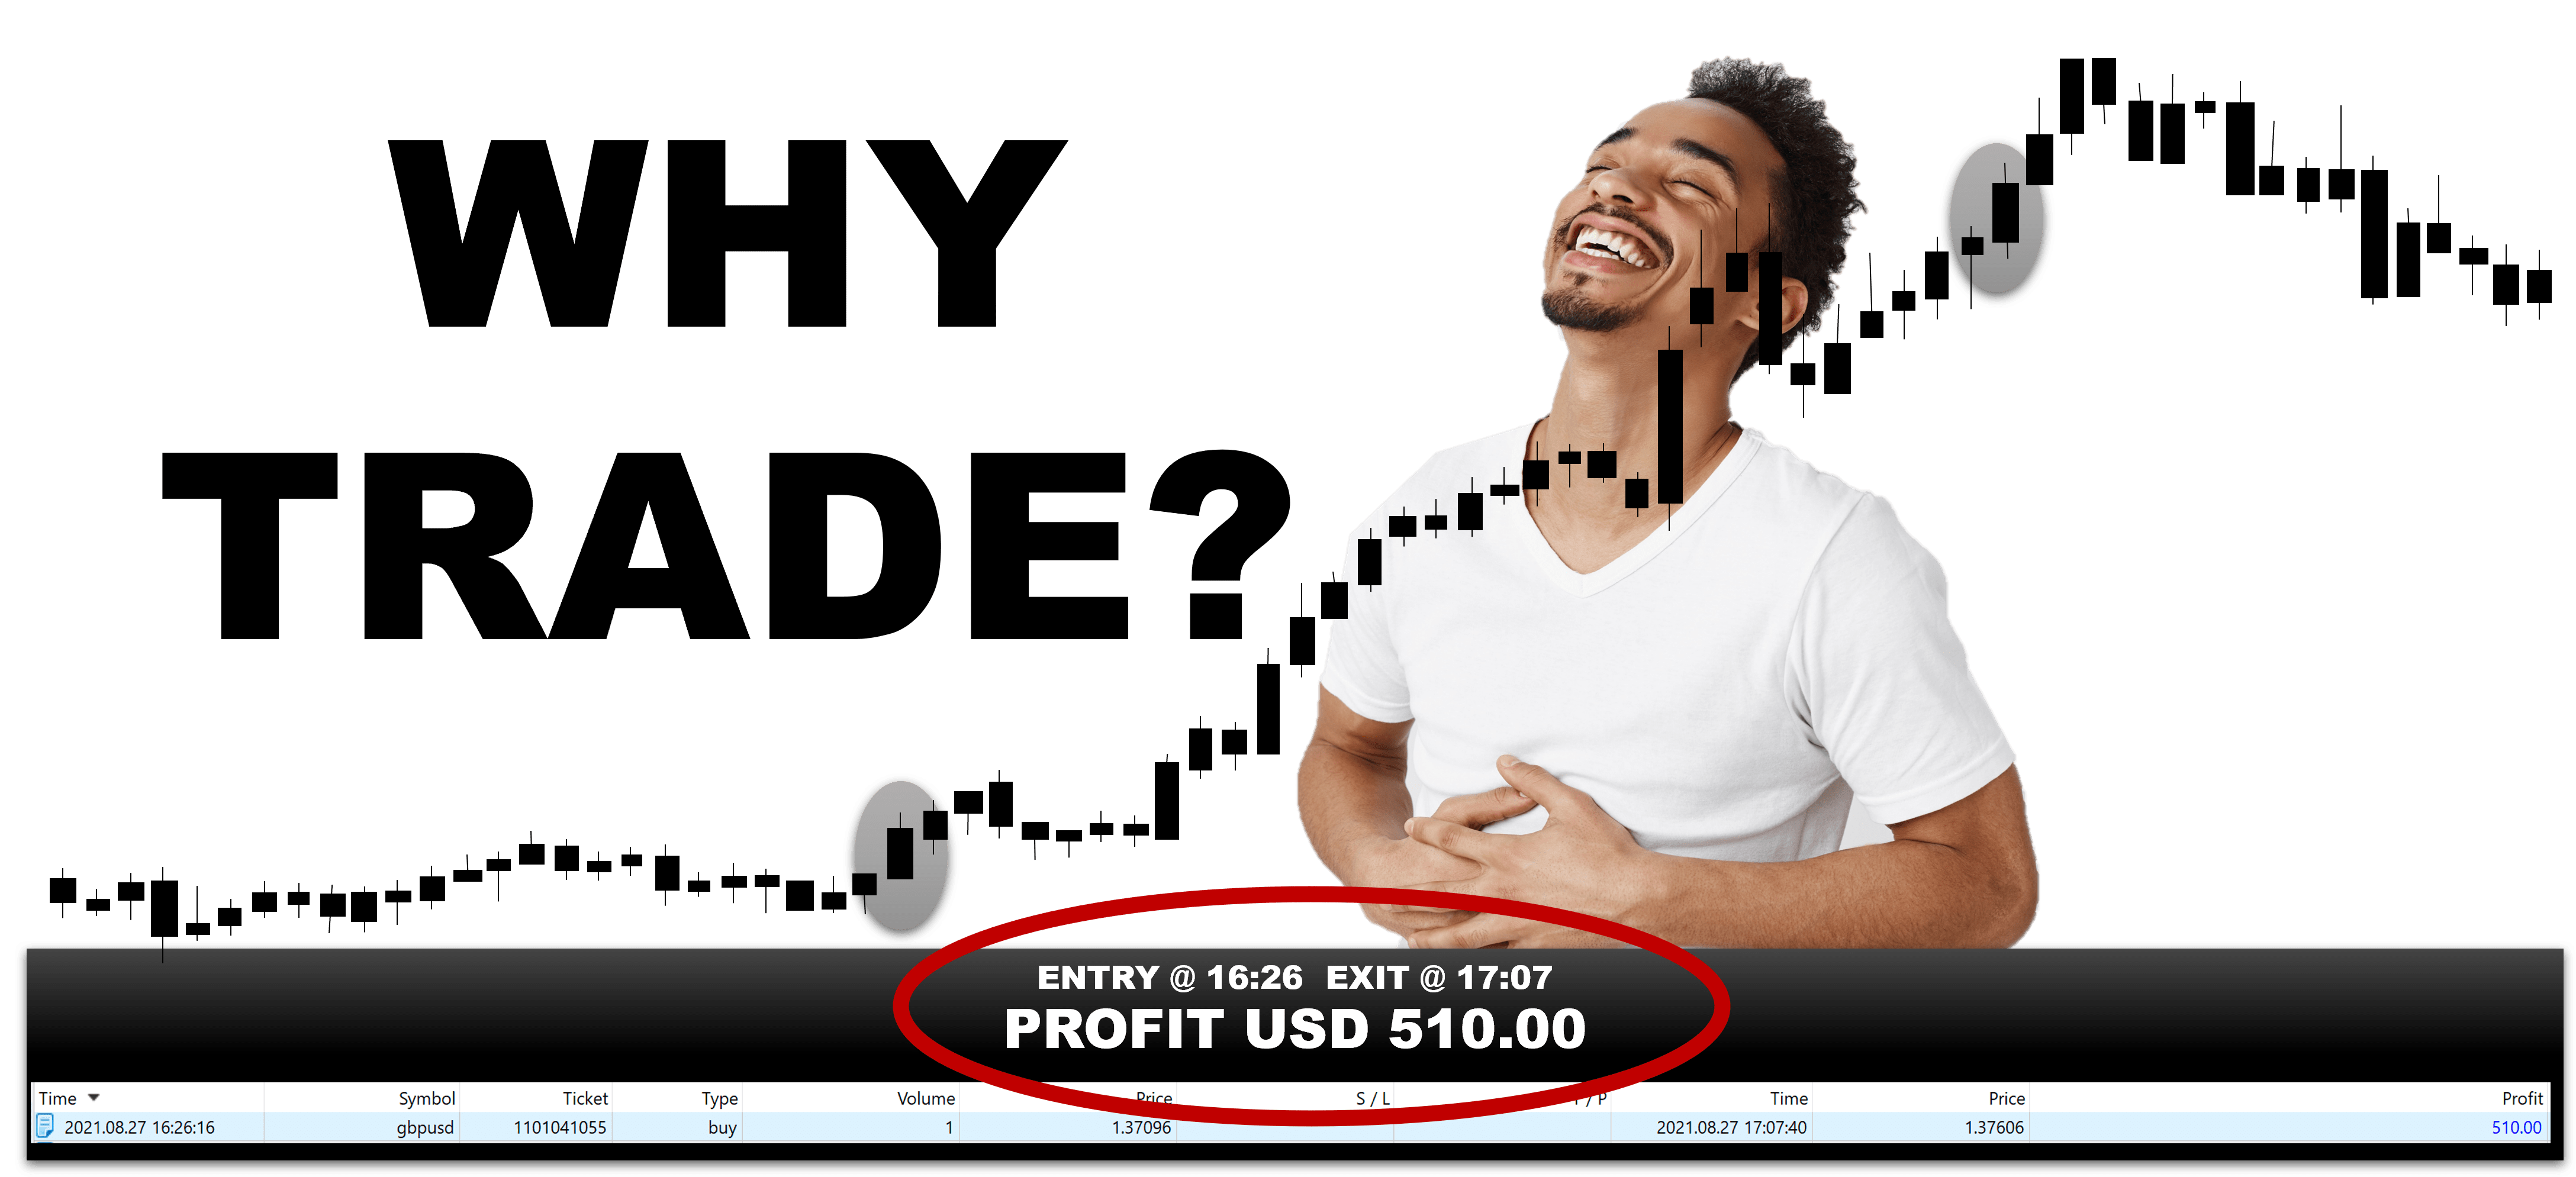 WHY
TRADE?
ENTRY @ 16:26 EXIT @ 17:07
PROFIT USD 510.00
Time Symbol Ticket Type Volume Price S / L T / P Time Price Profit
2021.08.27 16:26:16 gbpusd 1101041055 buy 1 1.37096 2021.08.27 17:07:40 1.37606 510.00